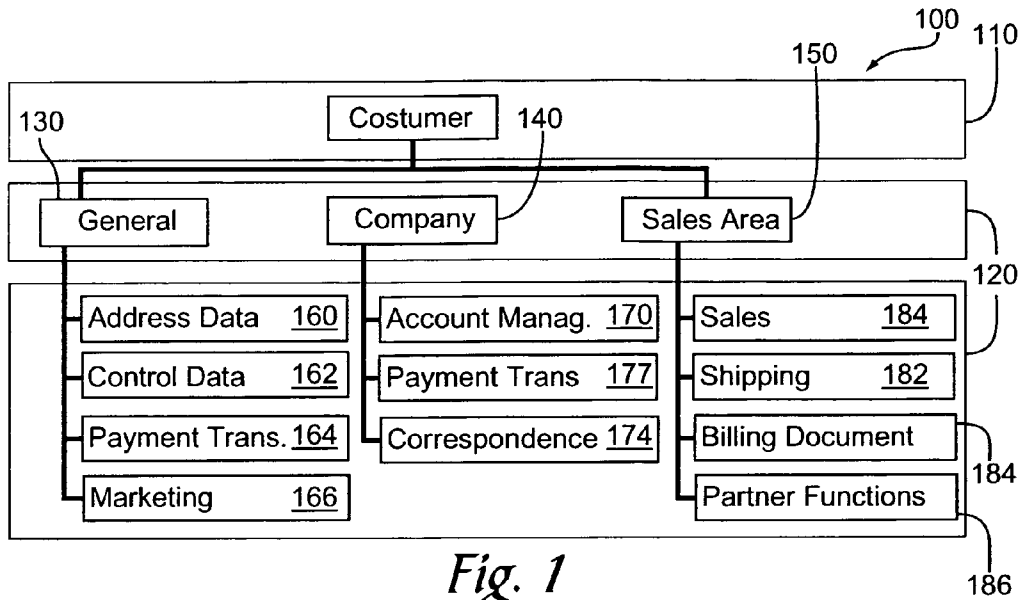 100
110
150
130
Costumer
140
General
Company
Sales Area
120
Address Data 160
Account Manag. 170
Sales 184
Control Data 162
Payment Trans 177
Shipping 182
Payment Trans. 164
Correspondence 174
Billing Document
184
Marketing 166
Partner Functions
186
Fig. 1